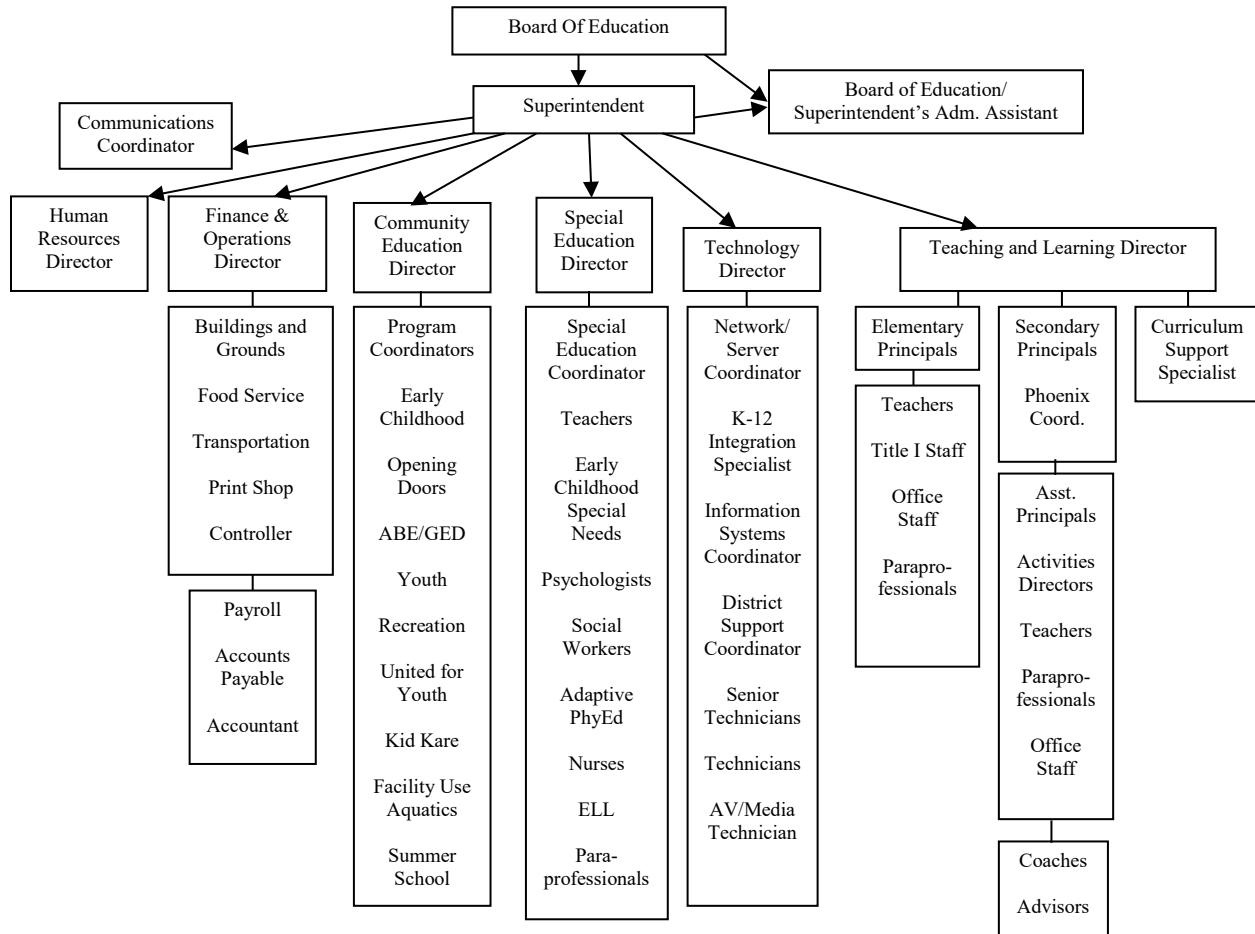 Board Of Education
Board of Education/
Superintendent’s Adm. Assistant
Superintendent
Communications
Coordinator
Human
Resources
Director
Finance &
Operations
Director
Community
Education
Director
Special
Education
Director
Technology
Director
Teaching and Learning Director
Buildings and
Grounds
Food Service
Transportation
Print Shop
Controller
Payroll
Accounts
Payable
Accountant
Program
Coordinators
Early
Childhood
Opening
Doors
ABE/GED
Youth
Recreation
United for
Youth
Kid Kare
Facility Use
Aquatics
Summer
School
Special
Education
Coordinator
Teachers
Early
Childhood
Special
Needs
Psychologists
Social
Workers
Adaptive
PhyEd
Nurses
ELL
Para-
professionals
Network/
Server
Coordinator
K-12
Integration
Specialist
Information
Systems
Coordinator
District
Support
Coordinator
Senior
Technicians
Technicians
AV/Media
Technician
Elementary
Principals
Teachers
Title I Staff
Office
Staff
Parapro-
fessionals
Secondary
Principals
Phoenix
Coord.
Asst.
Principals
Activities
Directors
Teachers
Parapro-
fessionals
Office
Staff
Coaches
Advisors
Curriculum
Support
Specialist